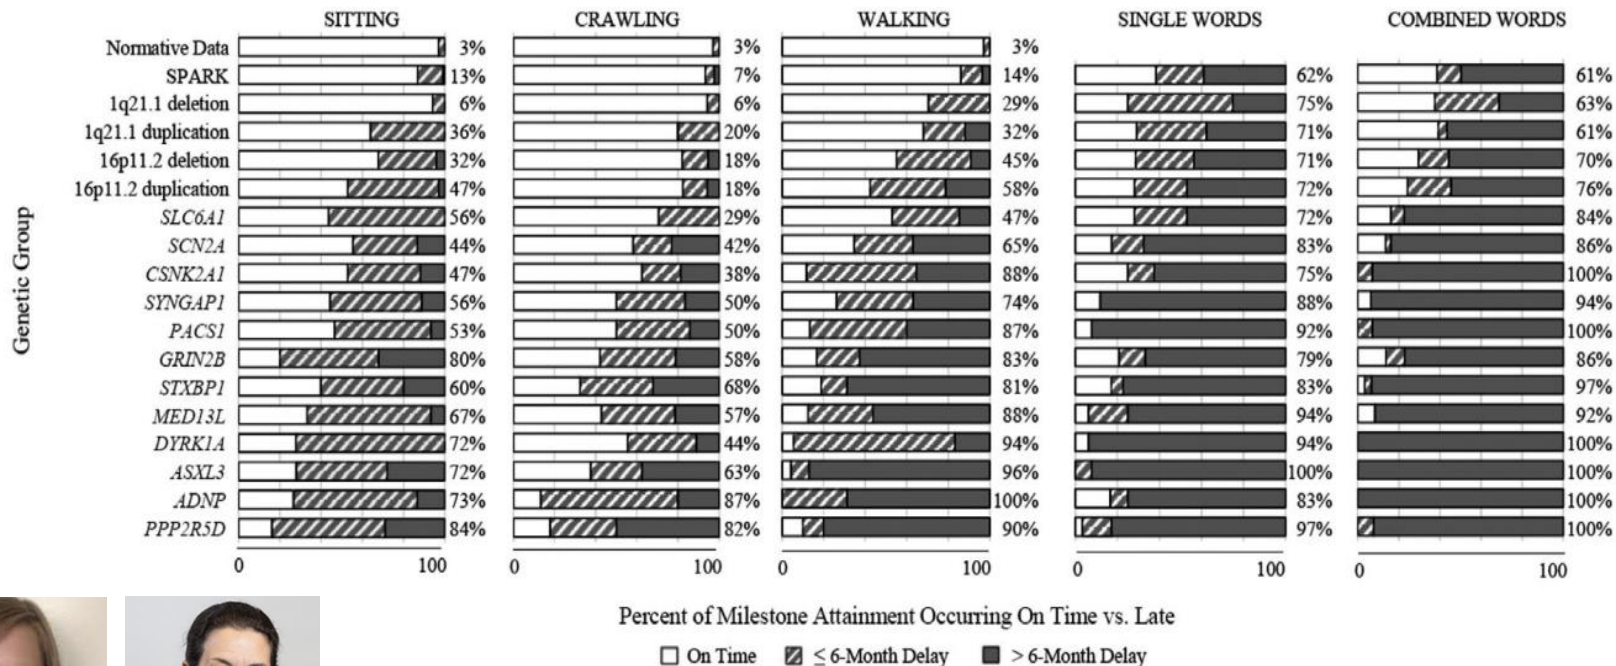 SITTING CRAWLING WALKING SINGLE WORDS COMBINED WORDS
Normative Data 3% 3% 3%
SPARK 13% 7% 14% 62% 61%
1q21.1 deletion 6% 6% 29% 75% 63%
1q21.1 duplication 36% 20% 32% 71% 61%
16p11.2 deletion 32% 18% 45% 71% 70%
16p11.2 duplication 47% 18% 58% 72% 76%
SLC6A1 56% 29% 47% 72% 84%
SCN2A 44% 42% 65% 83% 86%
CSNK2A1 47% 38% 88% 75% 100%
SYNGAP1 56% 50% 74% 88% 94%
PACS1 53% 50% 87% 92% 100%
GRIN2B 80% 58% 83% 79% 86%
STXBP1 60% 68% 81% 83% 97%
MED13L 67% 57% 88% 94% 92%
DYRK1A 72% 44% 94% 94% 100%
ASXL3 72% 63% 96% 100% 100%
ADNP 73% 87% 100% 83% 100%
PPP2R5D 84% 82% 90% 97% 100%
Genetic Group
0 100 0 100 0 100 0 100 0 100
Percent of Milestone Attainment Occurring On Time vs. Late
On Time ≤ 6-Month Delay > 6-Month Delay